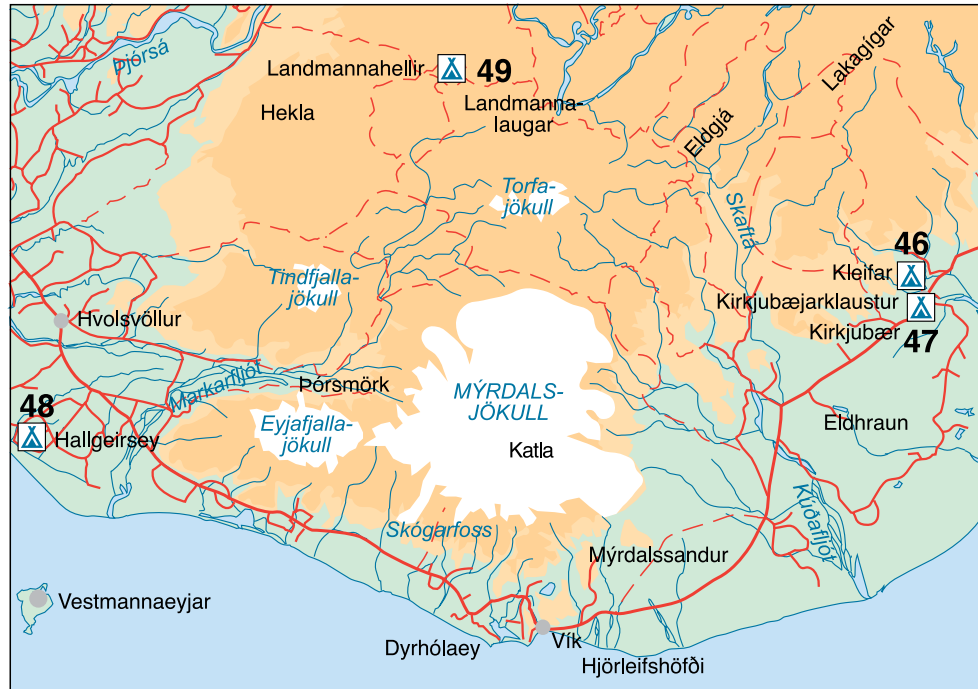 Þjórsá
Landmannahellir
49
Lakagígar
Hekla
Landmanna-
laugar
Eldgjá
Torfa-
jökull
Skaftá
46
Kleifar
Tindfjalla-
jökull
Kirkjubæjarklaustur
Hvolsvöllur
Kirkjubær
47
Markarfljót
Þórsmörk
MÝRDALS-
JÖKULL
48
Hallgeirsey
Eyjafjalla-
jökull
Eldhraun
Katla
Kúðafljót
Skógarfoss
Mýrdalssandur
Vestmannaeyjar
Dyrhólaey
Vík
Hjörleifshöfði